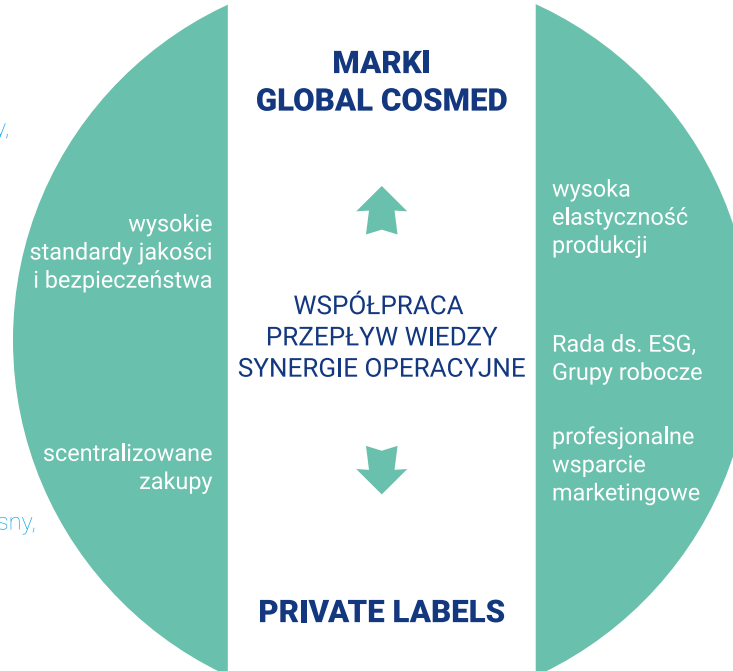 MARKI
GLOBAL COSMED
wysokie
standardy jakości
i bezpieczeństwa
scentralizowane
zakupy
WSPÓŁPRACA
PRZEPŁYW WIEDZY
SYNERGIE OPERACYJNE
wysoka
elastyczność
produkcji
Rada ds. ESG,
Grupy robocze
profesjonalne
wsparcie
marketingowe
PRIVATE LABELS